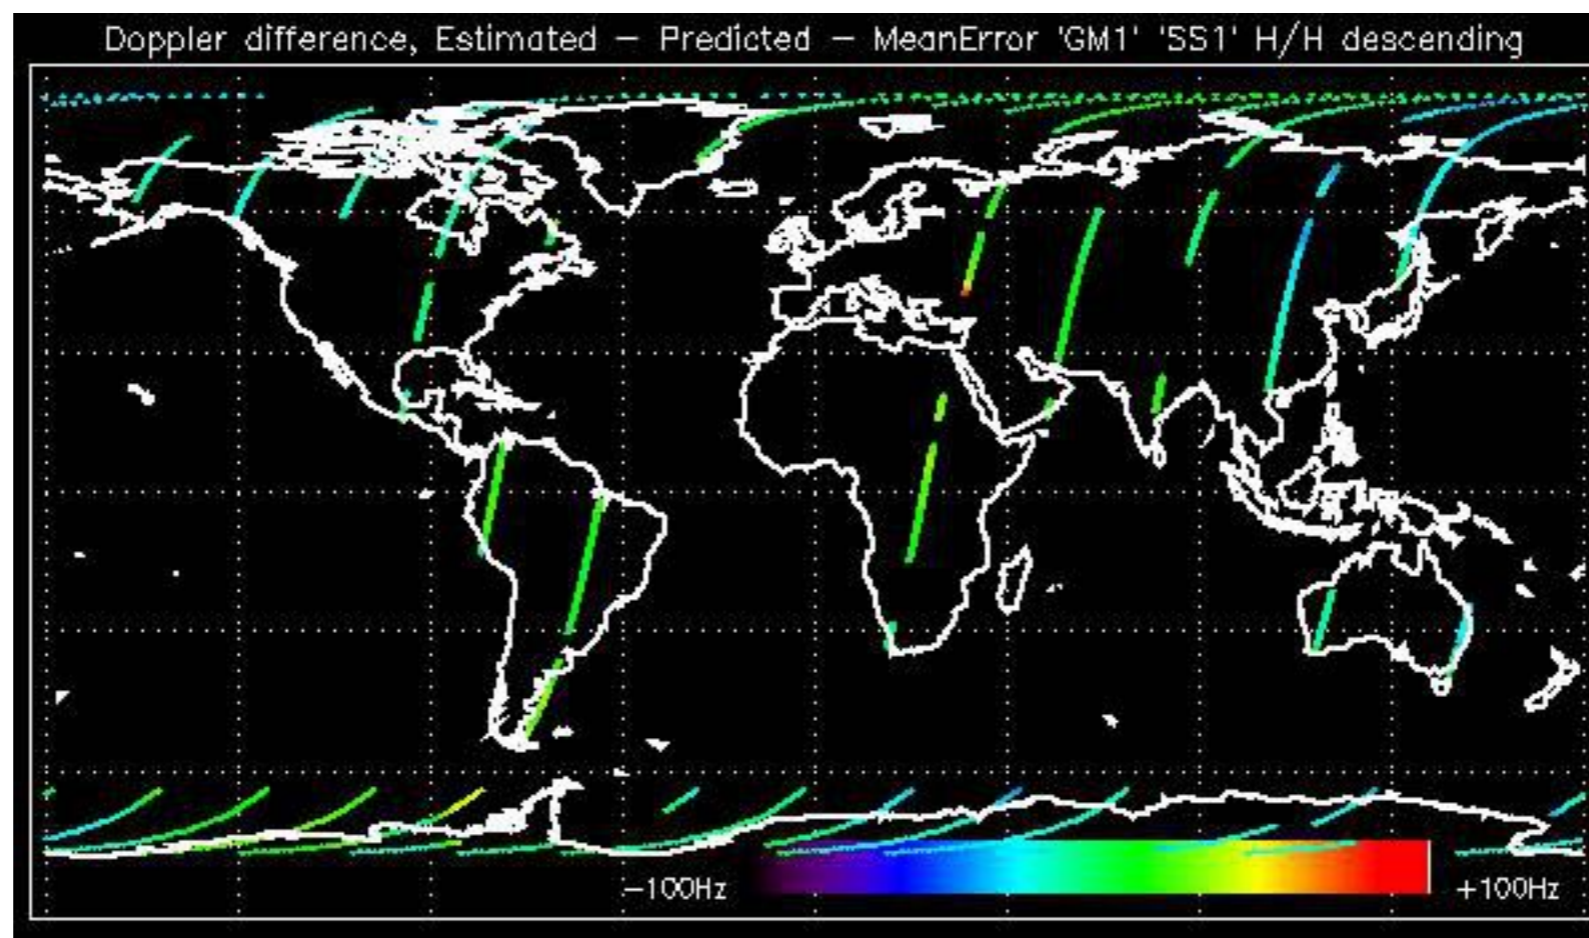 Doppler difference, Estimated – Predicted – MeanError 'GM1' 'SS1' H/H descending
–100Hz
+100Hz